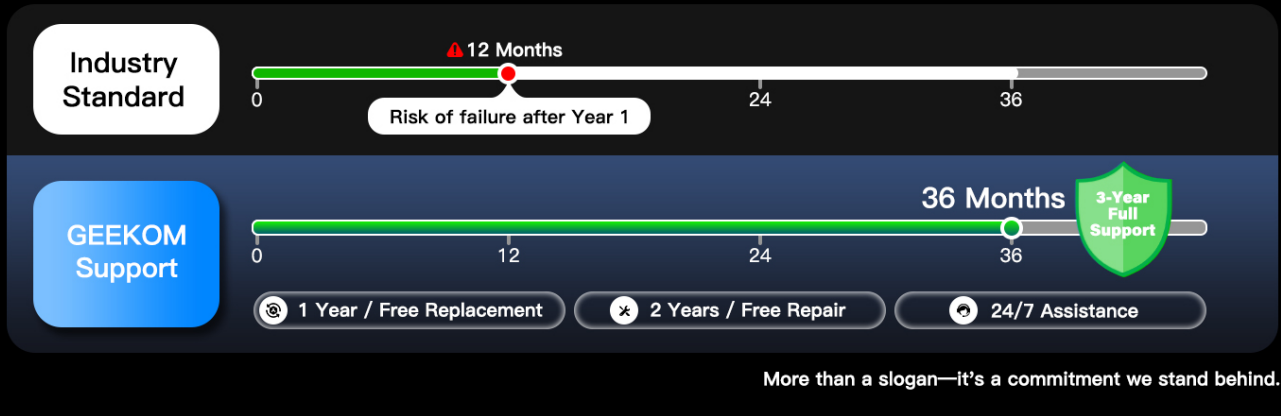 Industry
Standard
12 Months
0
24
36
Risk of failure after Year 1
GEEKOM
Support
36 Months
3-Year
Full
Support
0
12
24
36
1 Year / Free Replacement
2 Years / Free Repair
24/7 Assistance
More than a slogan—it's a commitment we stand behind.